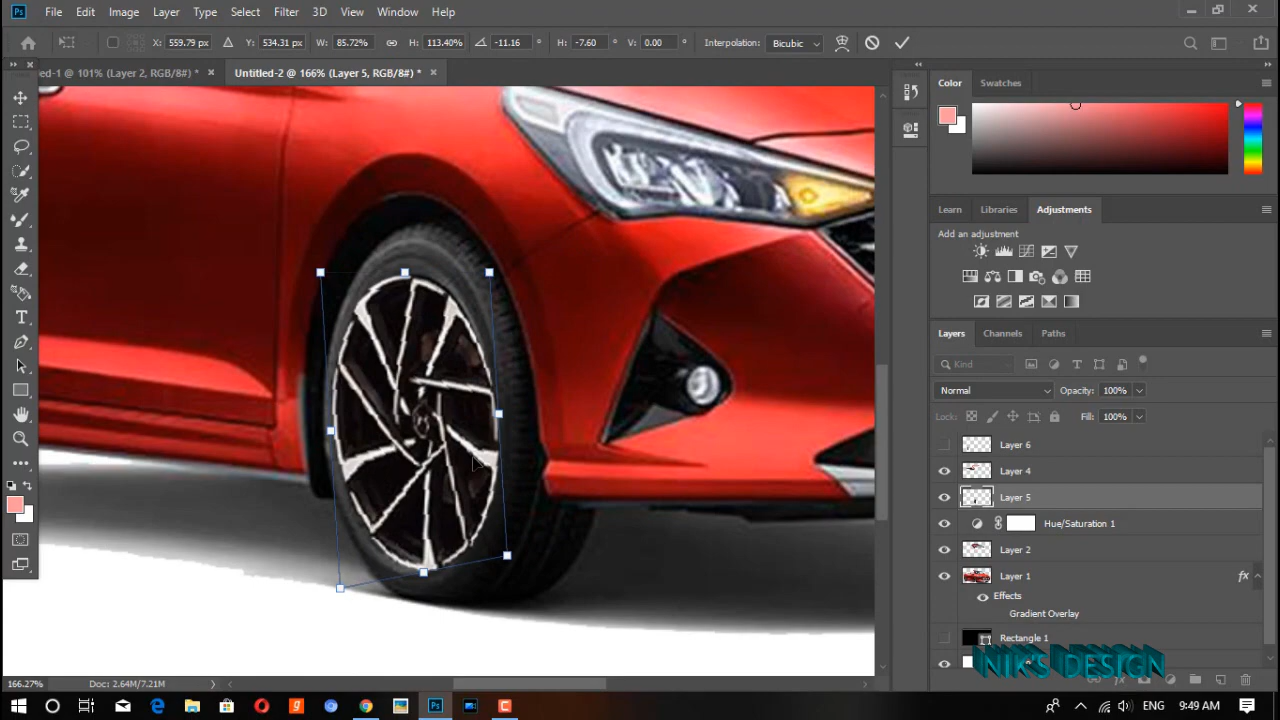 Ps File Edit Image Layer Type Select Filter 3D View Window Help
X: 559.79 px Y: 534.31 px W: 85.72% H: 113.40% -11.16 ° H: -7.60 ° V: 0.00 ° Interpolation: Bicubic
ed-1 @ 101% (Layer 2, RGB/8#) * × Untitled-2 @ 166% (Layer 5, RGB/8#) * ×
Color Swatches
Learn Libraries Adjustments
Add an adjustment
Layers Channels Paths
Kind
Normal Opacity: 100%
Lock: Fill: 100%
Layer 6
Layer 4
Layer 5
Hue/Saturation 1
Layer 2
Layer 1 fx
Effects
Gradient Overlay
Rectangle 1
NIK'S DESIGN
166.27% Doc: 2.64M/7.21M
ENG 9:49 AM